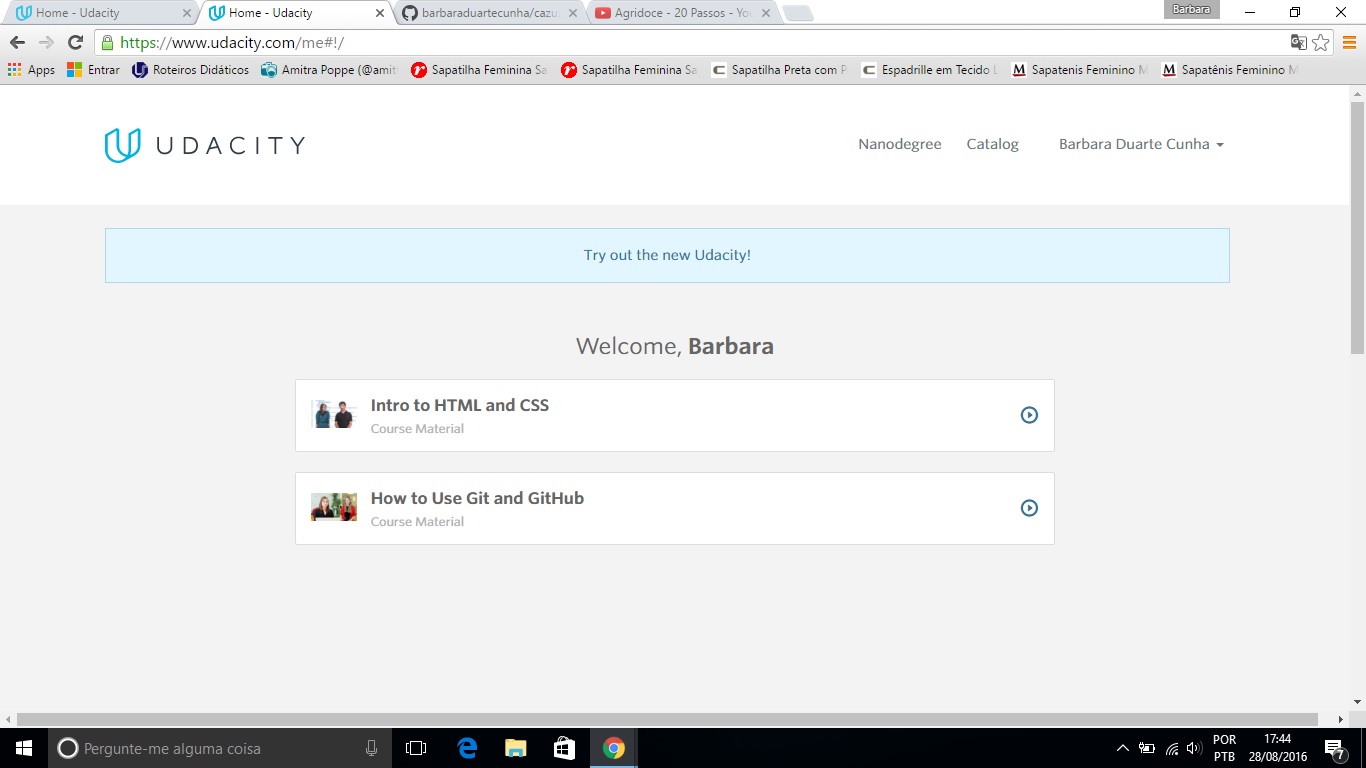 Home - Udacity
Home - Udacity
barbaraduartecunha/cazu
Agridoce - 20 Passos - You
Barbara
https://www.udacity.com/me#!/
Apps
Entrar
Roteiros Didáticos
Amitra Poppe (@amit
Sapatilha Feminina Sa
Sapatilha Feminina Sa
Sapatilha Preta com P
Espadrille em Tecido L
Sapatenis Feminino M
Sapatênis Feminino M
UDACITY
Nanodegree
Catalog
Barbara Duarte Cunha
Try out the new Udacity!
Welcome, Barbara
Intro to HTML and CSS
Course Material
How to Use Git and GitHub
Course Material
Pergunte-me alguma coisa
POR
PTB
17:44
28/08/2016
7